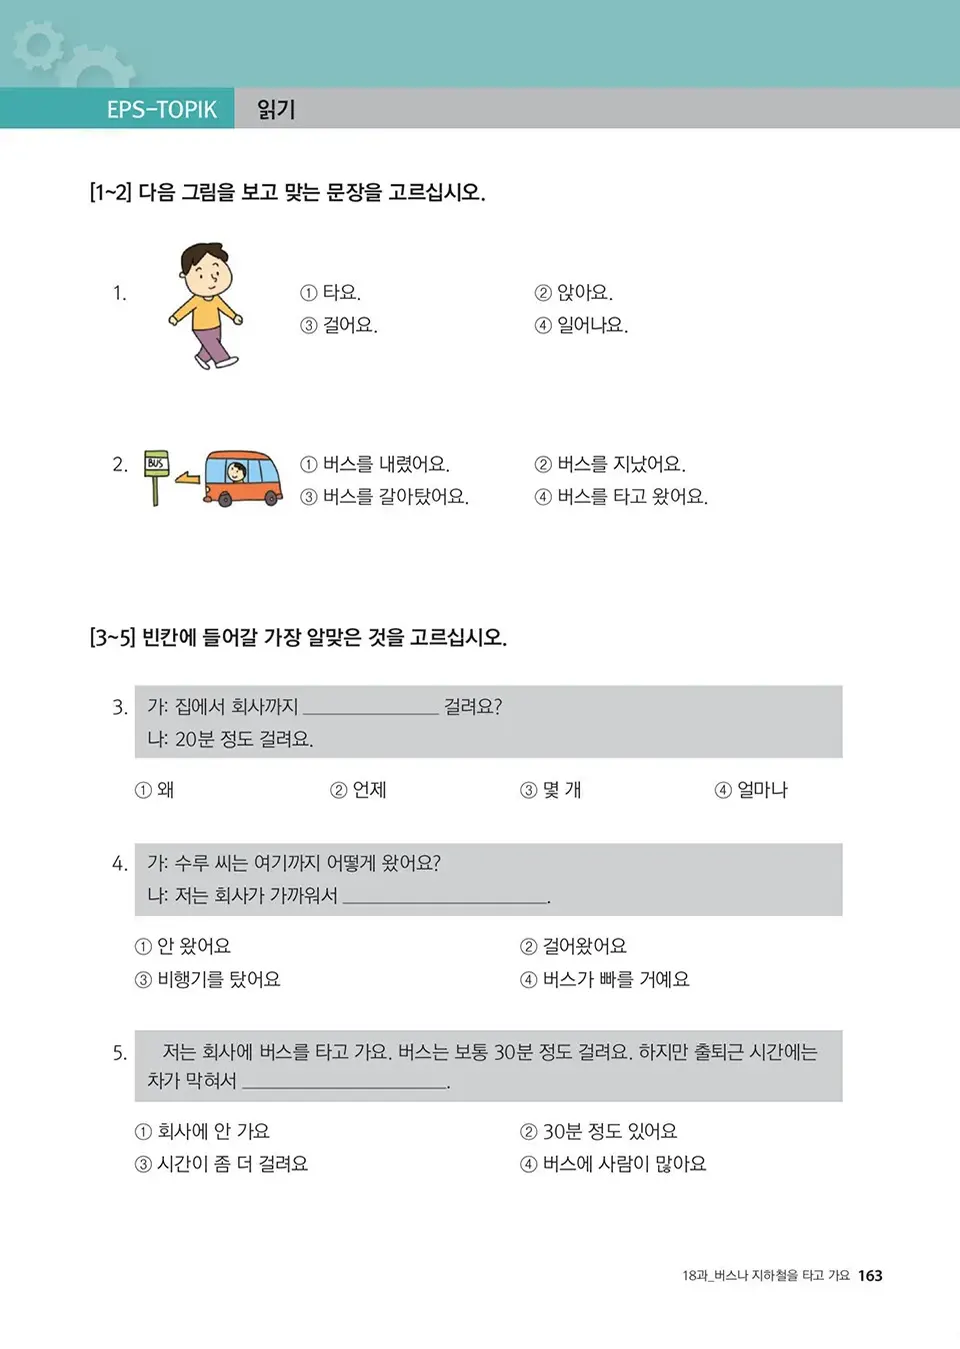 EPS-TOPIK 읽기
[1~2] 다음 그림을 보고 맞는 문장을 고르십시오.
1. ① 타요. ② 앉아요.
③ 걸어요. ④ 일어나요.
BUS
2. ① 버스를 내렸어요. ② 버스를 지났어요.
③ 버스를 갈아탔어요. ④ 버스를 타고 왔어요.
[3~5] 빈칸에 들어갈 가장 알맞은 것을 고르십시오.
3. 가: 집에서 회사까지 ______________ 걸려요?
나: 20분 정도 걸려요.
① 왜 ② 언제 ③ 몇 개 ④ 얼마나
4. 가: 수루 씨는 여기까지 어떻게 왔어요?
나: 저는 회사가 가까워서 _____________________.
① 안 왔어요 ② 걸어왔어요
③ 비행기를 탔어요 ④ 버스가 빠를 거예요
5. 저는 회사에 버스를 타고 가요. 버스는 보통 30분 정도 걸려요. 하지만 출퇴근 시간에는
차가 막혀서 _____________________.
① 회사에 안 가요 ② 30분 정도 있어요
③ 시간이 좀 더 걸려요 ④ 버스에 사람이 많아요
18과_버스나 지하철을 타고 가요 163